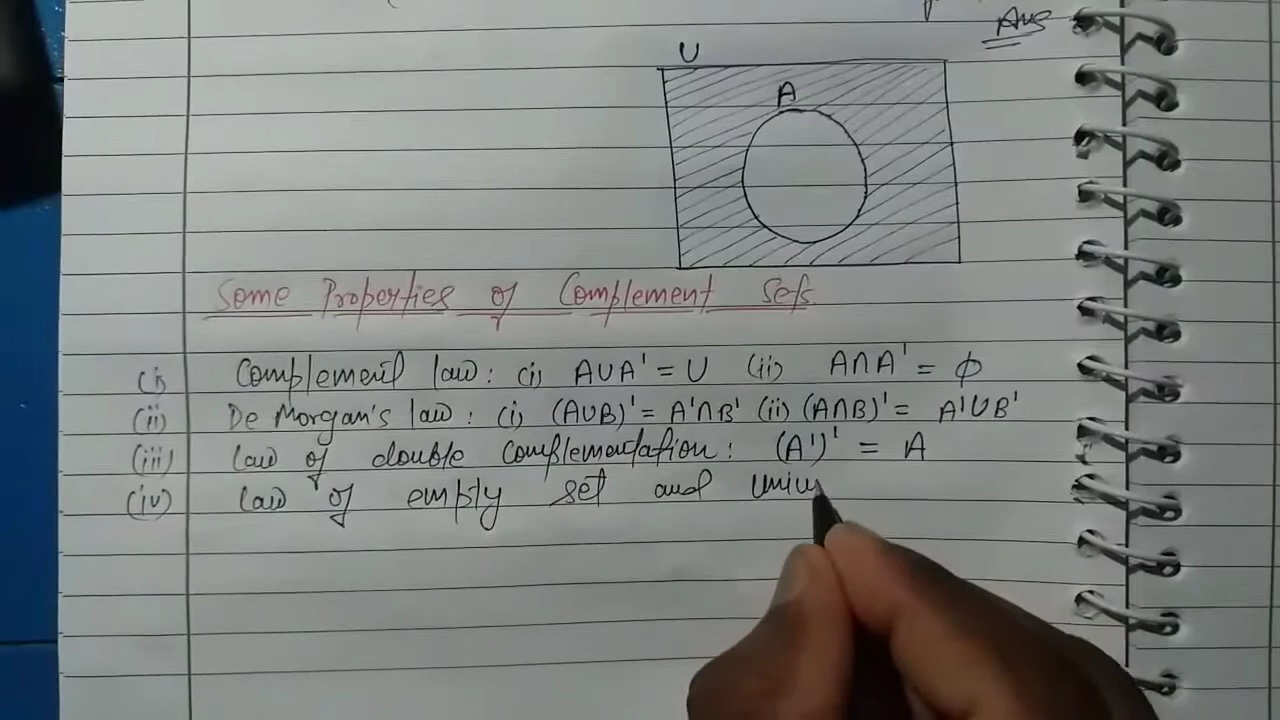 Ans
U
A
Some Properties of Complement Sets
(i) Complement law: (i) A∪A' = U (ii) A∩A' = ϕ
(ii) De Morgan's law: (i) (A∪B)' = A'∩B' (ii) (A∩B)' = A'∪B'
(iii) law of double complementation: (A')' = A
(iv) law of empty set and